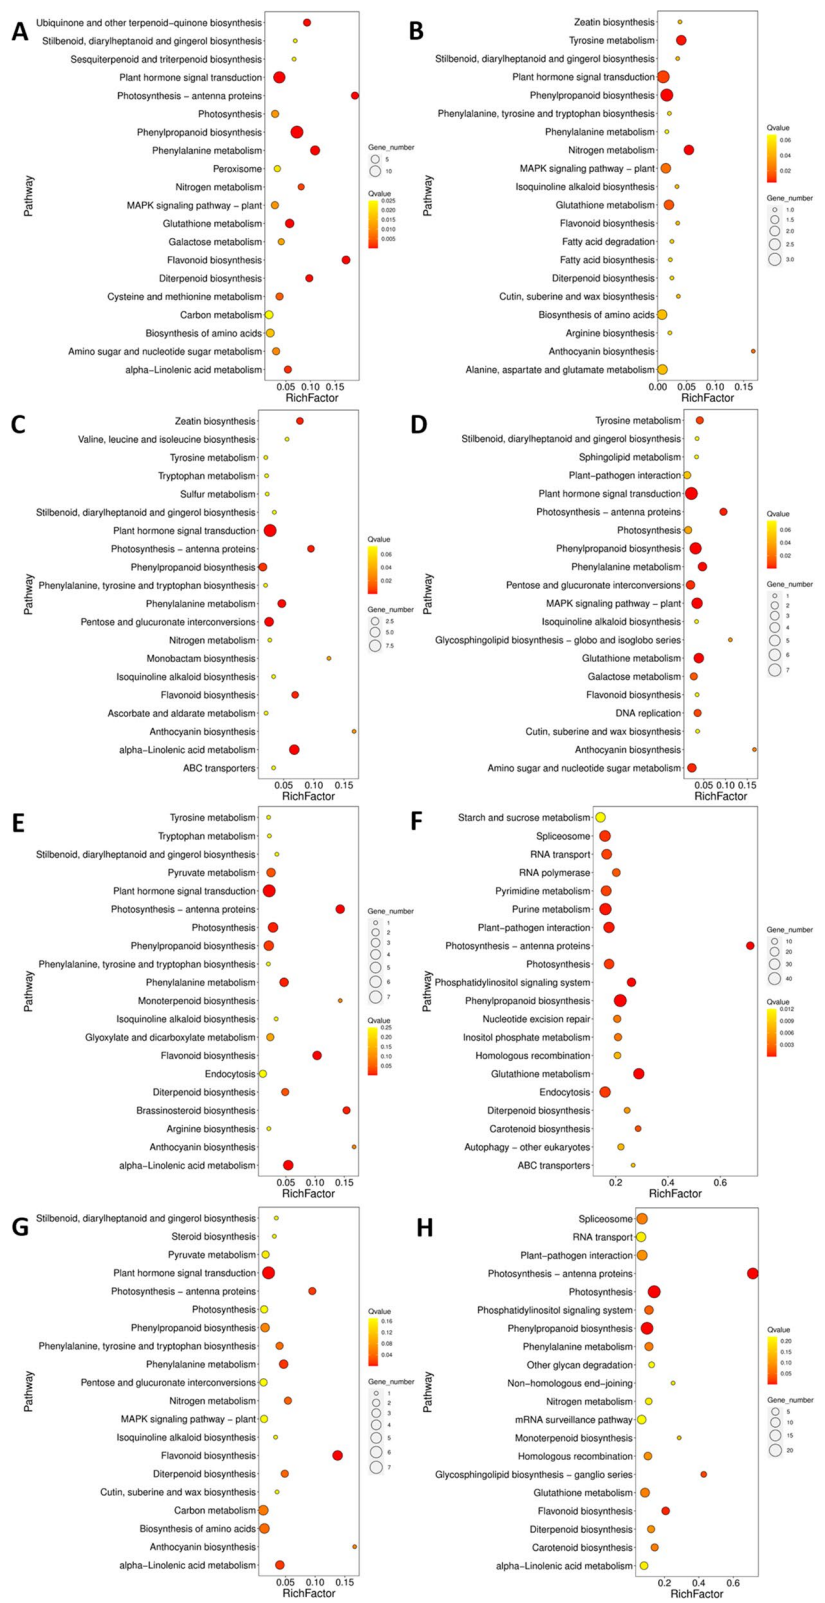 A
Ubiquinone and other terpenoid−quinone biosynthesis
Stilbenoid, diarylheptanoid and gingerol biosynthesis
Sesquiterpenoid and triterpenoid biosynthesis
Plant hormone signal transduction
Photosynthesis − antenna proteins
Photosynthesis
Phenylpropanoid biosynthesis
Phenylalanine metabolism
Peroxisome
Nitrogen metabolism
MAPK signaling pathway − plant
Glutathione metabolism
Galactose metabolism
Flavonoid biosynthesis
Diterpenoid biosynthesis
Cysteine and methionine metabolism
Carbon metabolism
Biosynthesis of amino acids
Amino sugar and nucleotide sugar metabolism
alpha−Linolenic acid metabolism
Pathway
0.05 0.10 0.15
RichFactor
Gene_number
5
10
Qvalue
0.025
0.020
0.015
0.010
0.005
B
Zeatin biosynthesis
Tyrosine metabolism
Stilbenoid, diarylheptanoid and gingerol biosynthesis
Plant hormone signal transduction
Phenylpropanoid biosynthesis
Phenylalanine, tyrosine and tryptophan biosynthesis
Phenylalanine metabolism
Nitrogen metabolism
MAPK signaling pathway − plant
Isoquinoline alkaloid biosynthesis
Glutathione metabolism
Flavonoid biosynthesis
Fatty acid degradation
Fatty acid biosynthesis
Diterpenoid biosynthesis
Cutin, suberine and wax biosynthesis
Biosynthesis of amino acids
Arginine biosynthesis
Anthocyanin biosynthesis
Alanine, aspartate and glutamate metabolism
Pathway
0.00 0.05 0.10 0.15
RichFactor
Qvalue
0.06
0.04
0.02
Gene_number
1.0
1.5
2.0
2.5
3.0
C
Zeatin biosynthesis
Valine, leucine and isoleucine biosynthesis
Tyrosine metabolism
Tryptophan metabolism
Sulfur metabolism
Stilbenoid, diarylheptanoid and gingerol biosynthesis
Plant hormone signal transduction
Photosynthesis − antenna proteins
Phenylpropanoid biosynthesis
Phenylalanine, tyrosine and tryptophan biosynthesis
Phenylalanine metabolism
Pentose and glucuronate interconversions
Nitrogen metabolism
Monobactam biosynthesis
Isoquinoline alkaloid biosynthesis
Flavonoid biosynthesis
Ascorbate and aldarate metabolism
Anthocyanin biosynthesis
alpha−Linolenic acid metabolism
ABC transporters
Pathway
0.05 0.10 0.15
RichFactor
Qvalue
0.06
0.04
0.02
Gene_number
2.5
5.0
7.5
D
Tyrosine metabolism
Stilbenoid, diarylheptanoid and gingerol biosynthesis
Sphingolipid metabolism
Plant−pathogen interaction
Plant hormone signal transduction
Photosynthesis − antenna proteins
Photosynthesis
Phenylpropanoid biosynthesis
Phenylalanine metabolism
Pentose and glucuronate interconversions
MAPK signaling pathway − plant
Isoquinoline alkaloid biosynthesis
Glycosphingolipid biosynthesis − globo and isoglobo series
Glutathione metabolism
Galactose metabolism
Flavonoid biosynthesis
DNA replication
Cutin, suberine and wax biosynthesis
Anthocyanin biosynthesis
Amino sugar and nucleotide sugar metabolism
Pathway
0.05 0.10 0.15
RichFactor
Qvalue
0.06
0.04
0.02
Gene_number
1
2
3
4
5
6
7
E
Tyrosine metabolism
Tryptophan metabolism
Stilbenoid, diarylheptanoid and gingerol biosynthesis
Pyruvate metabolism
Plant hormone signal transduction
Photosynthesis − antenna proteins
Photosynthesis
Phenylpropanoid biosynthesis
Phenylalanine, tyrosine and tryptophan biosynthesis
Phenylalanine metabolism
Monoterpenoid biosynthesis
Isoquinoline alkaloid biosynthesis
Glyoxylate and dicarboxylate metabolism
Flavonoid biosynthesis
Endocytosis
Diterpenoid biosynthesis
Brassinosteroid biosynthesis
Arginine biosynthesis
Anthocyanin biosynthesis
alpha−Linolenic acid metabolism
Pathway
0.05 0.10 0.15
RichFactor
Gene_number
1
2
3
4
5
6
7
Qvalue
0.25
0.20
0.15
0.10
0.05
F
Starch and sucrose metabolism
Spliceosome
RNA transport
RNA polymerase
Pyrimidine metabolism
Purine metabolism
Plant−pathogen interaction
Photosynthesis − antenna proteins
Photosynthesis
Phosphatidylinositol signaling system
Phenylpropanoid biosynthesis
Nucleotide excision repair
Inositol phosphate metabolism
Homologous recombination
Glutathione metabolism
Endocytosis
Diterpenoid biosynthesis
Carotenoid biosynthesis
Autophagy − other eukaryotes
ABC transporters
Pathway
0.2 0.4 0.6
RichFactor
Gene_number
10
20
30
40
Qvalue
0.012
0.009
0.006
0.003
G
Stilbenoid, diarylheptanoid and gingerol biosynthesis
Steroid biosynthesis
Pyruvate metabolism
Plant hormone signal transduction
Photosynthesis − antenna proteins
Photosynthesis
Phenylpropanoid biosynthesis
Phenylalanine, tyrosine and tryptophan biosynthesis
Phenylalanine metabolism
Pentose and glucuronate interconversions
Nitrogen metabolism
MAPK signaling pathway − plant
Isoquinoline alkaloid biosynthesis
Flavonoid biosynthesis
Diterpenoid biosynthesis
Cutin, suberine and wax biosynthesis
Carbon metabolism
Biosynthesis of amino acids
Anthocyanin biosynthesis
alpha−Linolenic acid metabolism
Pathway
0.05 0.10 0.15
RichFactor
Qvalue
0.16
0.12
0.08
0.04
Gene_number
1
2
3
4
5
6
7
H
Spliceosome
RNA transport
Plant−pathogen interaction
Photosynthesis − antenna proteins
Photosynthesis
Phosphatidylinositol signaling system
Phenylpropanoid biosynthesis
Phenylalanine metabolism
Other glycan degradation
Non−homologous end−joining
Nitrogen metabolism
mRNA surveillance pathway
Monoterpenoid biosynthesis
Homologous recombination
Glycosphingolipid biosynthesis − ganglio series
Glutathione metabolism
Flavonoid biosynthesis
Diterpenoid biosynthesis
Carotenoid biosynthesis
alpha−Linolenic acid metabolism
Pathway
0.2 0.4 0.6
RichFactor
Qvalue
0.20
0.15
0.10
0.05
Gene_number
5
10
15
20